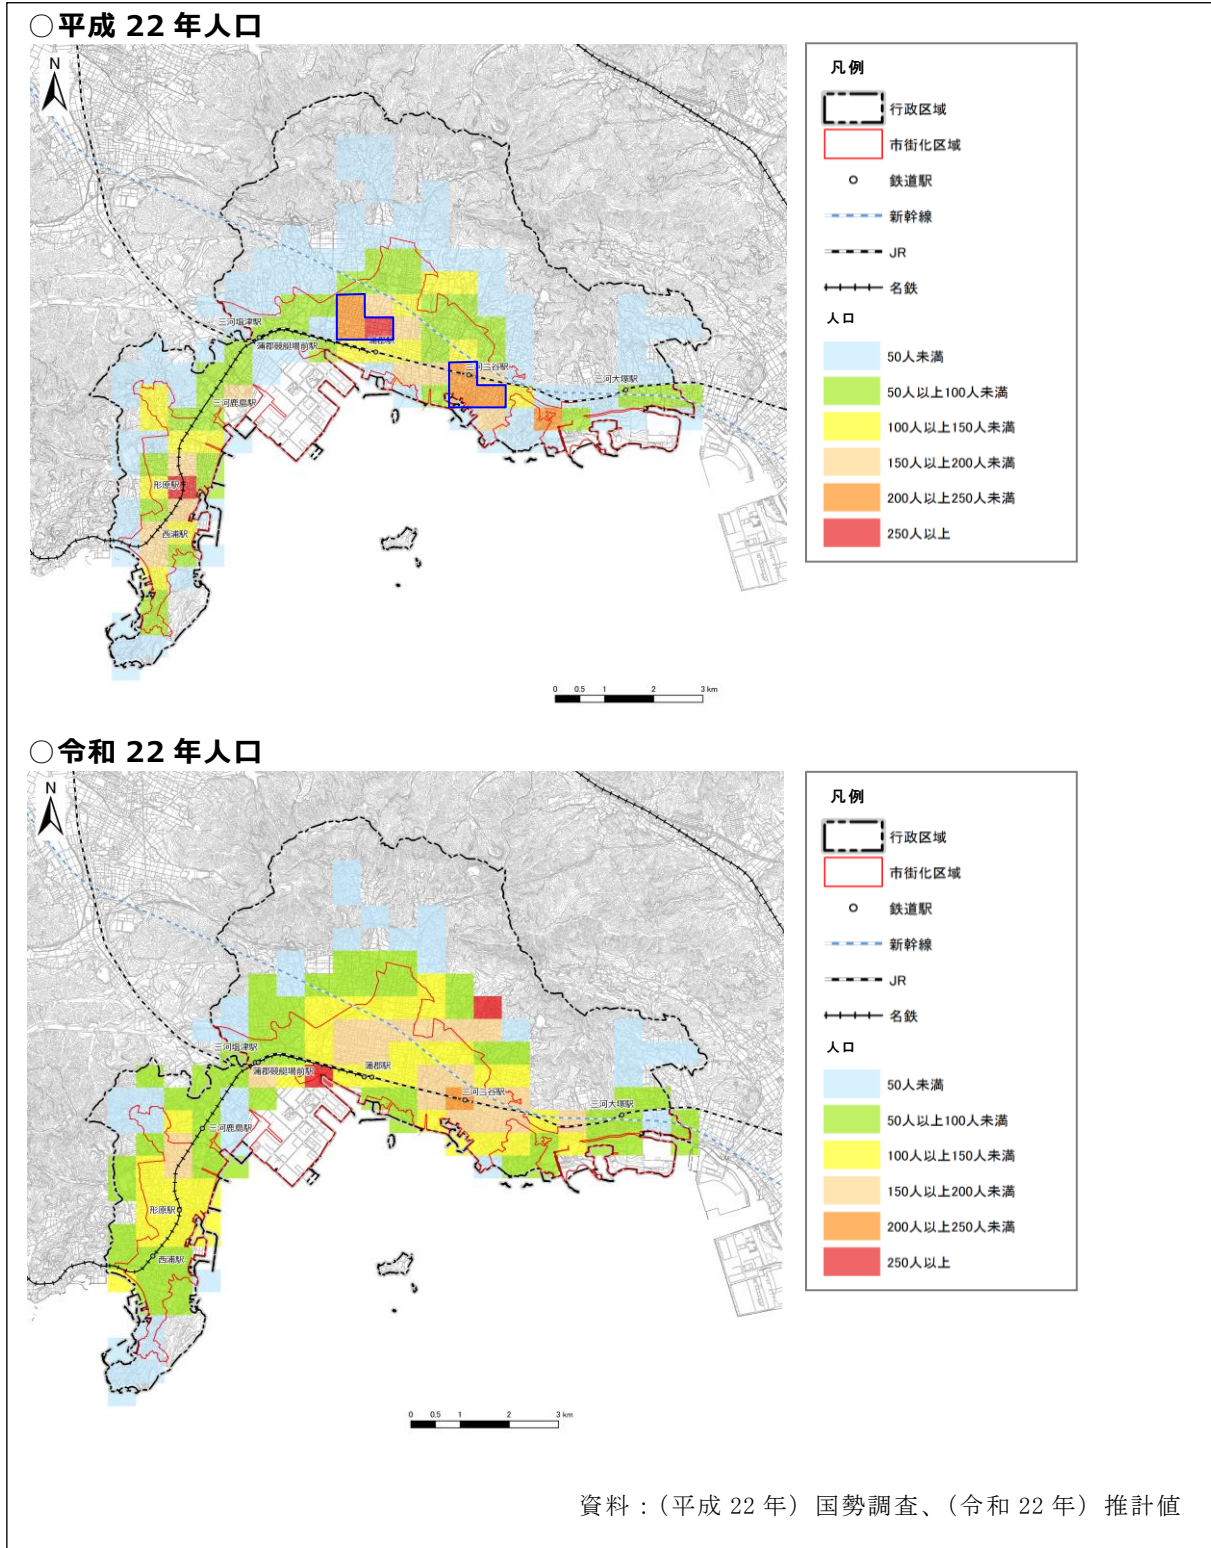 ○平成 22 年人口
N
三河塩津駅
蒲郡競艇場前駅
蒲郡駅
三河三谷駅
三河大塚駅
三河鹿島駅
形原駅
西浦駅
0 0.5 1 2 3 km
凡例
行政区域
市街化区域
鉄道駅
新幹線
JR
名鉄
人口
50人未満
50人以上100人未満
100人以上150人未満
150人以上200人未満
200人以上250人未満
250人以上
○令和 22 年人口
N
三河塩津駅
蒲郡競艇場前駅
蒲郡駅
三河三谷駅
三河大塚駅
三河鹿島駅
形原駅
西浦駅
0 0.5 1 2 3 km
凡例
行政区域
市街化区域
鉄道駅
新幹線
JR
名鉄
人口
50人未満
50人以上100人未満
100人以上150人未満
150人以上200人未満
200人以上250人未満
250人以上
資料：（平成 22 年）国勢調査、（令和 22 年）推計値